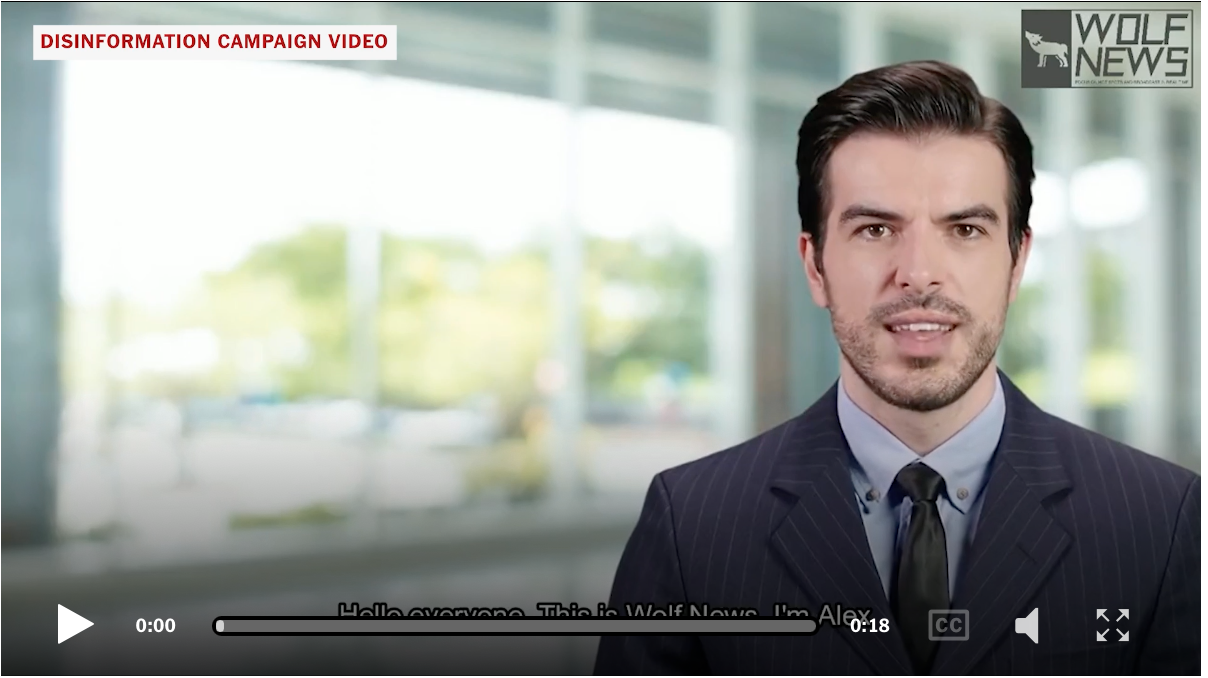 DISINFORMATION CAMPAIGN VIDEO
WOLF
NEWS
Hello everyone. This is Wolf News. I'm Alex
0:00
0:18
CC